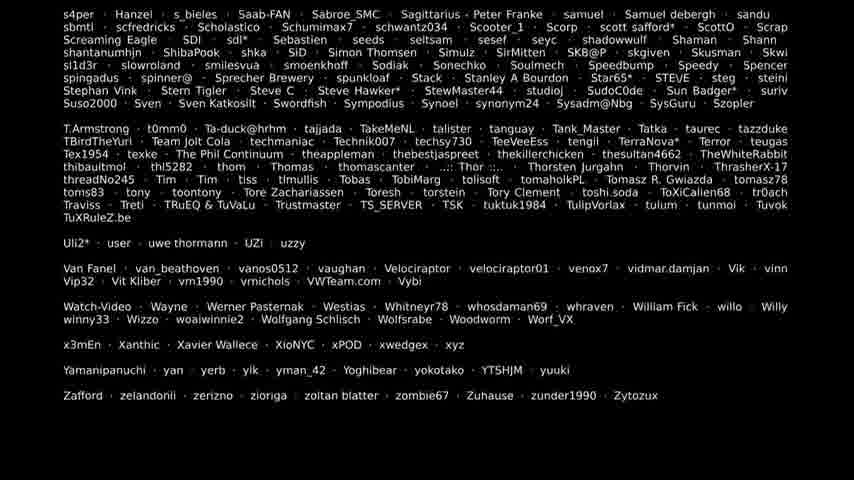 s4per · Hanzel · s_bieles · Saab-FAN · Sabroe_SMC · Sagittarius - Peter Franke · samuel · Samuel debergh · sandu
sbmtl · scfredricks · Scholastico · Schumimax7 · schwantz034 · Scooter_1 · Scorp · scott safford* · ScottO · Scrap
Screaming Eagle · SDI · sdl* · Sebastien · seeds · seltsam · sesef · seyc · shadowwulf · Shaman · Shann
shantanumhjn · ShibaPook · shka · SiD · Simon Thomsen · Simulz · SirMitten · SK8@P · skgiven · Skusman · Skwi
sl1d3r · slowroland · smilesvua · smoenkhoff · Sodiak · Sonechko · Soulmech · Speedbump · Speedy · Spencer
spingadus · spinner@ · Sprecher Brewery · spunkloaf · Stack · Stanley A Bourdon · Star65* · STE\/E · steg · steini
Stephan Vink · Stern Tigler · Steve C · Steve Hawker* · StewMaster44 · studioj · SudoC0de · Sun Badger* · suriv
Suso2000 · Sven · Sven Katkosilt · Swordfish · Sympodius · Synoel · synonym24 · Sysadm@Nbg · SysGuru · Szopler
T.Armstrong · t0mm0 · Ta-duck@hrhm · tajjada · TakeMeNL · talister · tanguay · Tank_Master · Tatka · taurec · tazzduke
TBirdTheYuri · Team Jolt Cola · techmaniac · Technik007 · techsy730 · TeeVeeEss · tengii · TerraNova* · Terror · teugas
Tex1954 · texke · The Phil Continuum · theappleman · thebestjaspreet · thekillerchicken · thesultan4662 · TheWhiteRabbit
thibauitmol · thl5282 · thom · Thomas · thomascanter · ..:: Thor ::.. · Thorsten Jurgahn · Thorvin · ThrasherX-17
threadNo245 · Tim · Tim · tiss · tlmullis · Tobas · TobiMarg · tolisoft · tomaholkPL · Tomasz R. Gwiazda · tomasz78
toms83 · tony · toontony · Tore Zachariassen · Toresh · torstein · Tory Clement · toshi.soda · ToXiCalien68 · tr0ach
Traviss · Treti · TRuEQ & TuVaLu · Trustmaster · TS_SERVER · TSK · tuktuk1984 · TulipVorlax · tulum · tunmoi · Tuvok
TuXRuleZ.be
Uli2* · user · uwe thormann · UZi · uzzy
Van Fanel · van_beathoven · vanos0512 · vaughan · Velociraptor · velociraptor01 · venox7 · vidmar.damjan · Vik · vinn
Vip32 · Vit Kliber · vm1990 · vmichols · VWTeam.com · Vybi
Watch-Video · Wayne · Werner Pasternak · Westias · Whitneyr78 · whosdaman69 · whraven · William Fick · willo · Willy
winny33 · Wizzo · woaiwinnie2 · Wolfgang Schlisch · Wolfsrabe · Woodworm · Worf_VX
x3mEn · Xanthic · Xavier Wallece · XioNYC · xPOD · xwedgex · xyz
Yamanipanuchi · yan · yerb · ylk · yman_42 · Yoghibear · yokotako · YTSHJM · yuuki
Zafford · zelandonii · zerizno · zioriga · zoltan blatter · zombie67 · Zuhause · zunder1990 · Zytozux